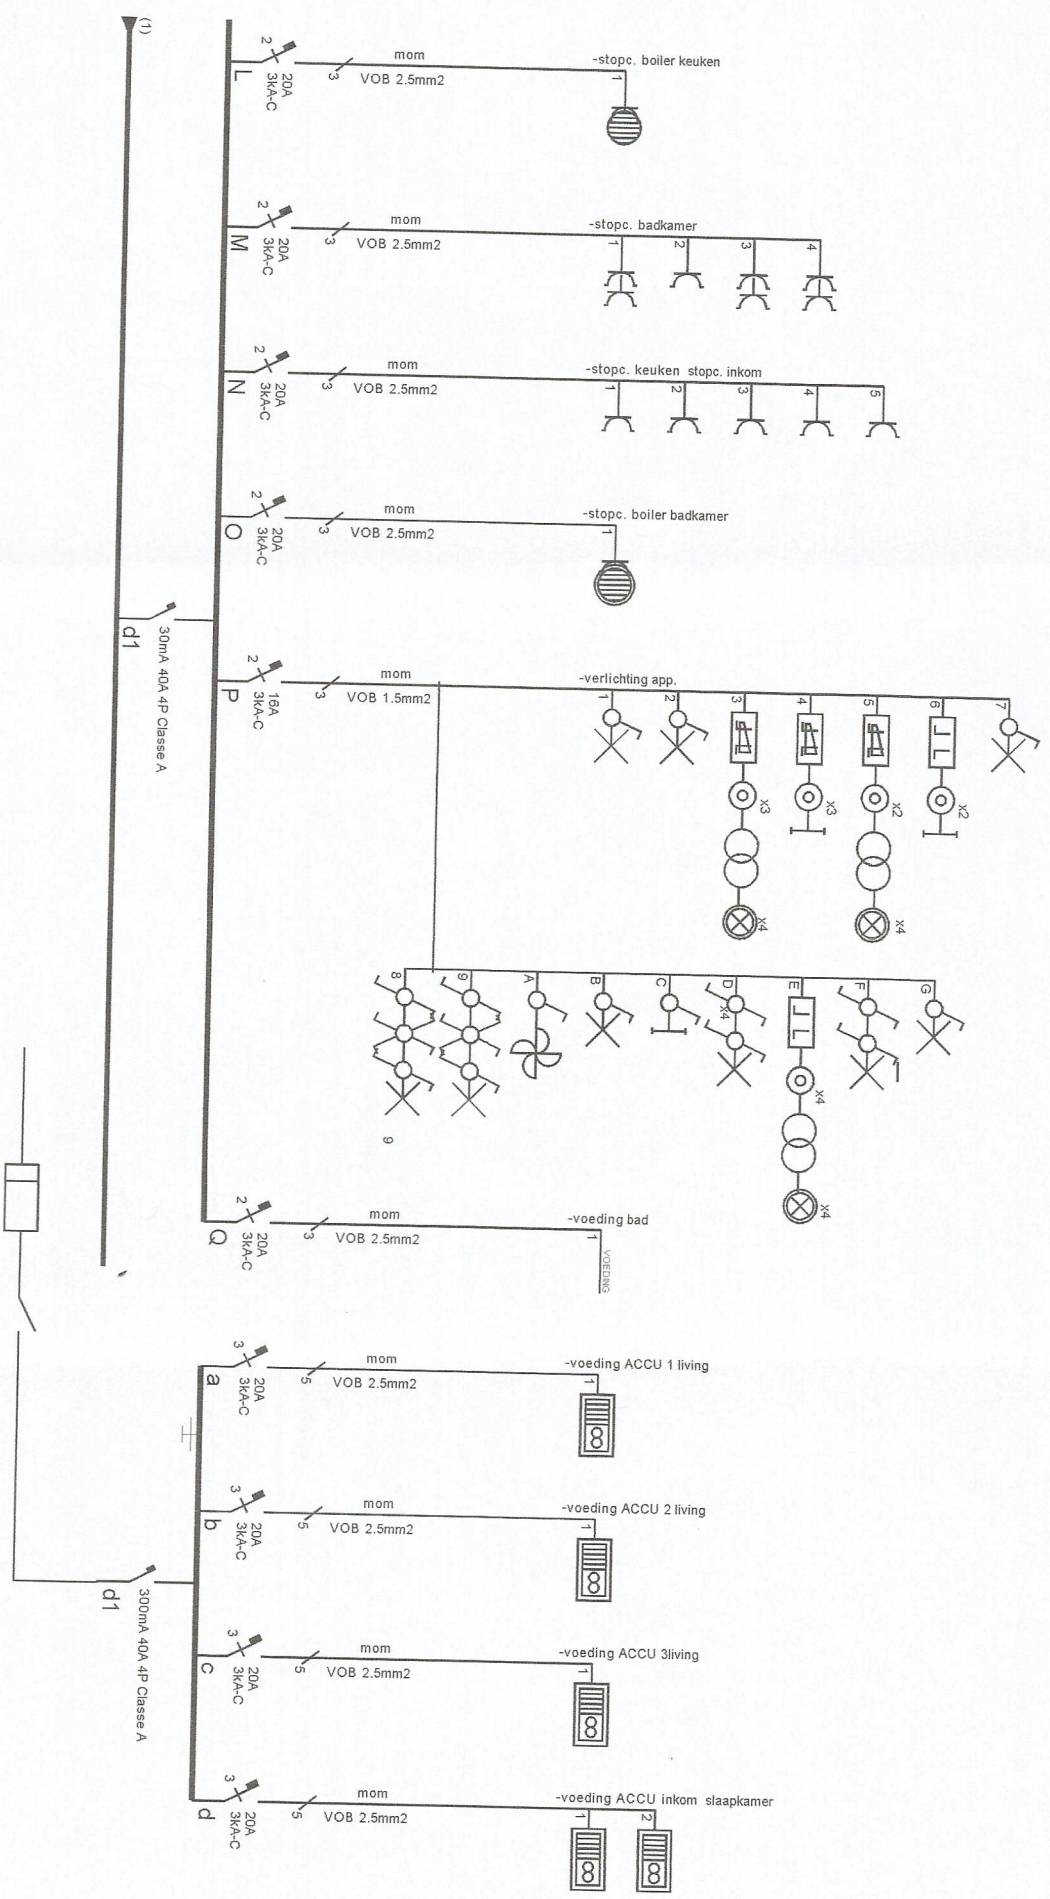 (1)
L
2
20A
3kA-C
mom
3
VOB 2.5mm2
-stopc. boiler keuken
1
M
2
20A
3kA-C
mom
3
VOB 2.5mm2
-stopc. badkamer
1
2
3
4
N
2
20A
3kA-C
mom
3
VOB 2.5mm2
-stopc. keuken stopc. inkom
1
2
3
4
5
O
2
20A
3kA-C
mom
3
VOB 2.5mm2
-stopc. boiler badkamer
1
d1
30mA 40A 4P Classe A
P
2
16A
3kA-C
mom
3
VOB 1.5mm2
-verlichting app.
1
2
3
4
5
6
7
x3
x3
x2
x2
x4
x4
8
9
A
B
C
D
E
F
G
x4
x4
x4
9
Q
2
20A
3kA-C
mom
3
VOB 2.5mm2
-voeding bad
1
VOEDING
a
3
20A
3kA-C
mom
5
VOB 2.5mm2
-voeding ACCU 1 living
1
b
3
20A
3kA-C
mom
5
VOB 2.5mm2
-voeding ACCU 2 living
1
d1
300mA 40A 4P Classe A
c
3
20A
3kA-C
mom
5
VOB 2.5mm2
-voeding ACCU 3living
1
d
3
20A
3kA-C
mom
5
VOB 2.5mm2
-voeding ACCU inkom slaapkamer
1
2